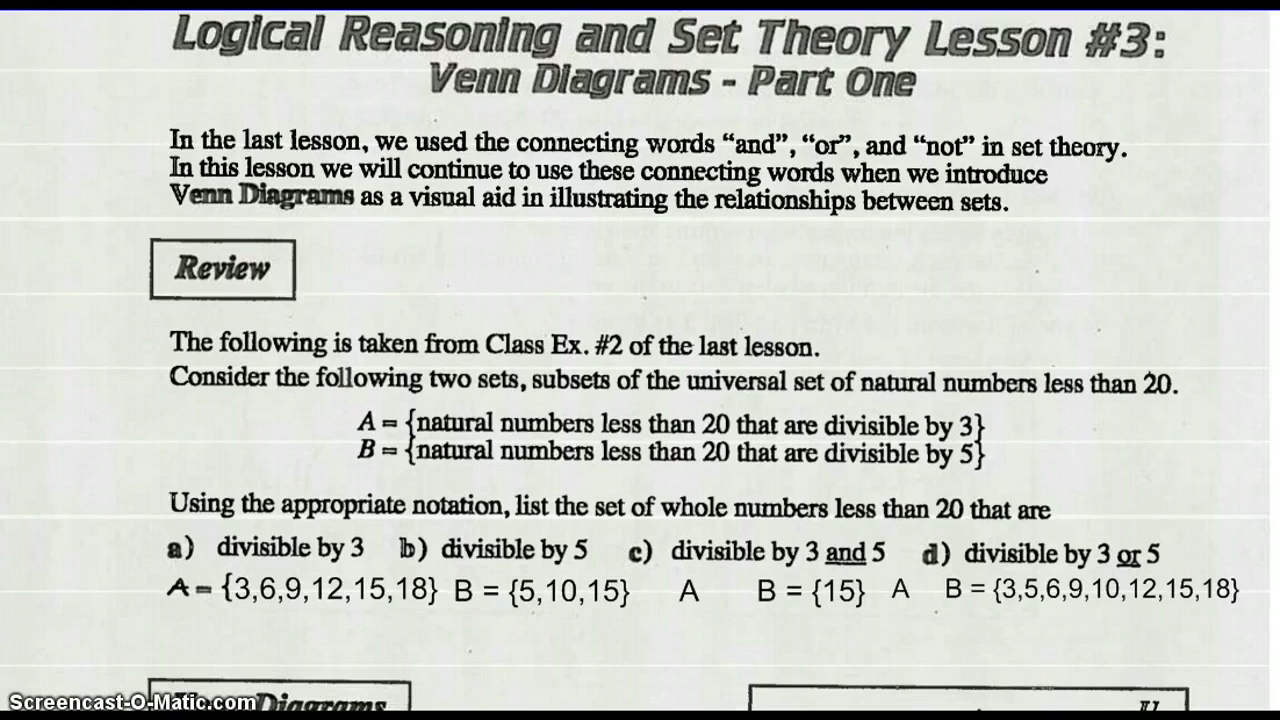 Logical Reasoning and Set Theory Lesson #3:
Venn Diagrams - Part One
In the last lesson, we used the connecting words “and”, “or”, and “not” in set theory.
In this lesson we will continue to use these connecting words when we introduce
Venn Diagrams as a visual aid in illustrating the relationships between sets.
Review
The following is taken from Class Ex. #2 of the last lesson.
Consider the following two sets, subsets of the universal set of natural numbers less than 20.
A = {natural numbers less than 20 that are divisible by 3}
B = {natural numbers less than 20 that are divisible by 5}
Using the appropriate notation, list the set of whole numbers less than 20 that are
a) divisible by 3 b) divisible by 5 c) divisible by 3 and 5 d) divisible by 3 or 5
A = {3,6,9,12,15,18} B = {5,10,15} A B = {15} A B = {3,5,6,9,10,12,15,18}
Screencast-O-Matic.com Diagrams